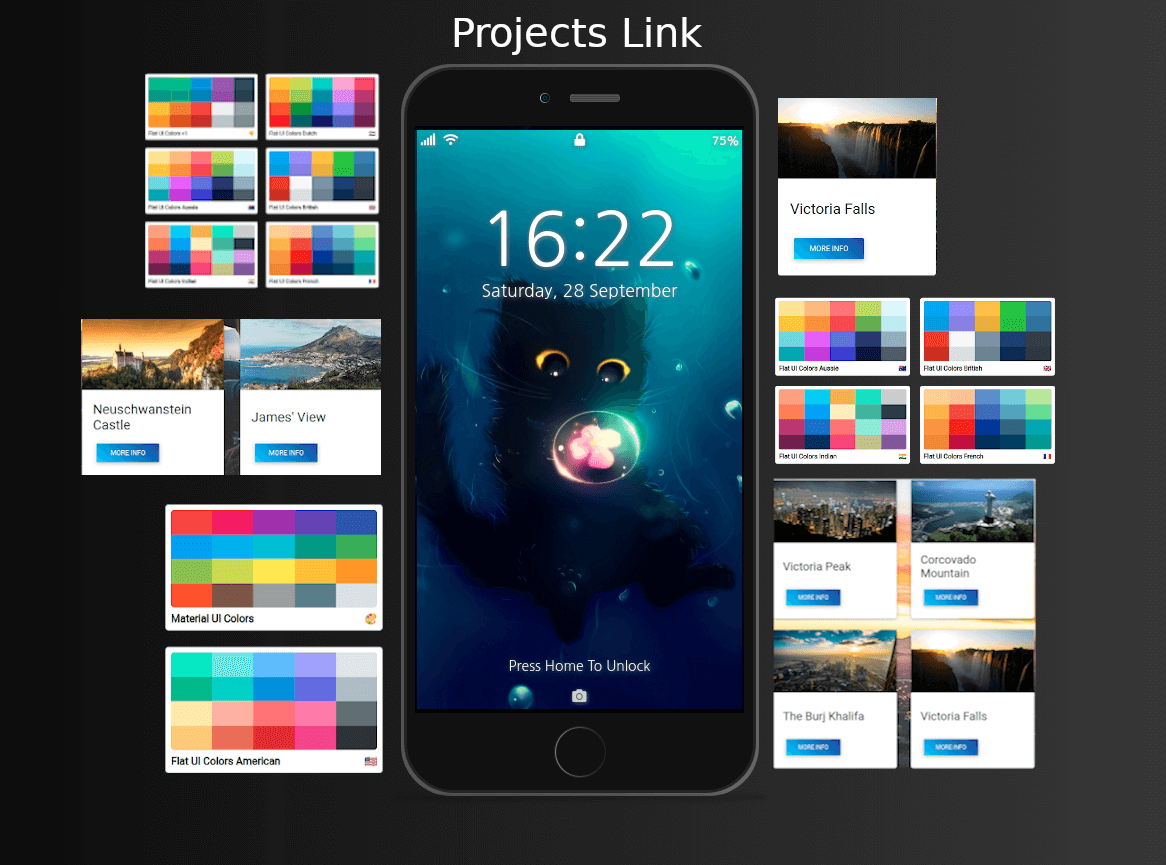 Projects Link
Flat UI Colors v1
Flat UI Colors Dutch
Flat UI Colors Aussie
Flat UI Colors British
Flat UI Colors Indian
Flat UI Colors French
Neuschwanstein
Castle
MORE INFO
James' View
MORE INFO
Material UI Colors
Flat UI Colors American
75%
16:22
Saturday, 28 September
Press Home To Unlock
Victoria Falls
MORE INFO
Flat UI Colors Aussie
Flat UI Colors British
Flat UI Colors Indian
Flat UI Colors French
Victoria Peak
MORE INFO
Corcovado
Mountain
MORE INFO
The Burj Khalifa
MORE INFO
Victoria Falls
MORE INFO